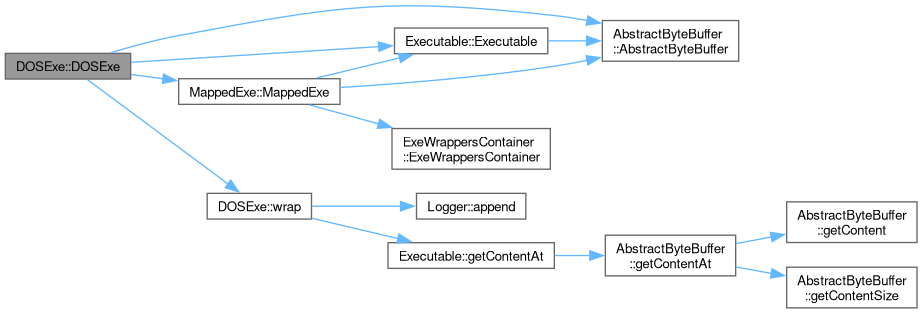 DOSExe::DOSExe
MappedExe::MappedExe
Executable::Executable
AbstractByteBuffer
::AbstractByteBuffer
ExeWrappersContainer
::ExeWrappersContainer
DOSExe::wrap
Logger::append
Executable::getContentAt
AbstractByteBuffer
::getContentAt
AbstractByteBuffer
::getContent
AbstractByteBuffer
::getContentSize